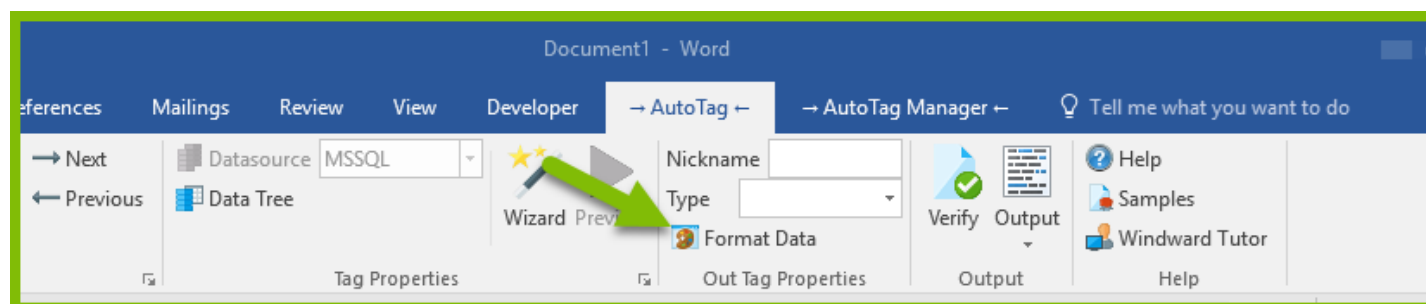 Document1 - Word
eferences Mailings Review View Developer → AutoTag ← → AutoTag Manager ← Tell me what you want to do
→ Next Datasource MSSQL Nickname Help
← Previous Data Tree Type Samples
Wizard Previ Verify Output
Format Data Windward Tutor
Tag Properties Out Tag Properties Output Help